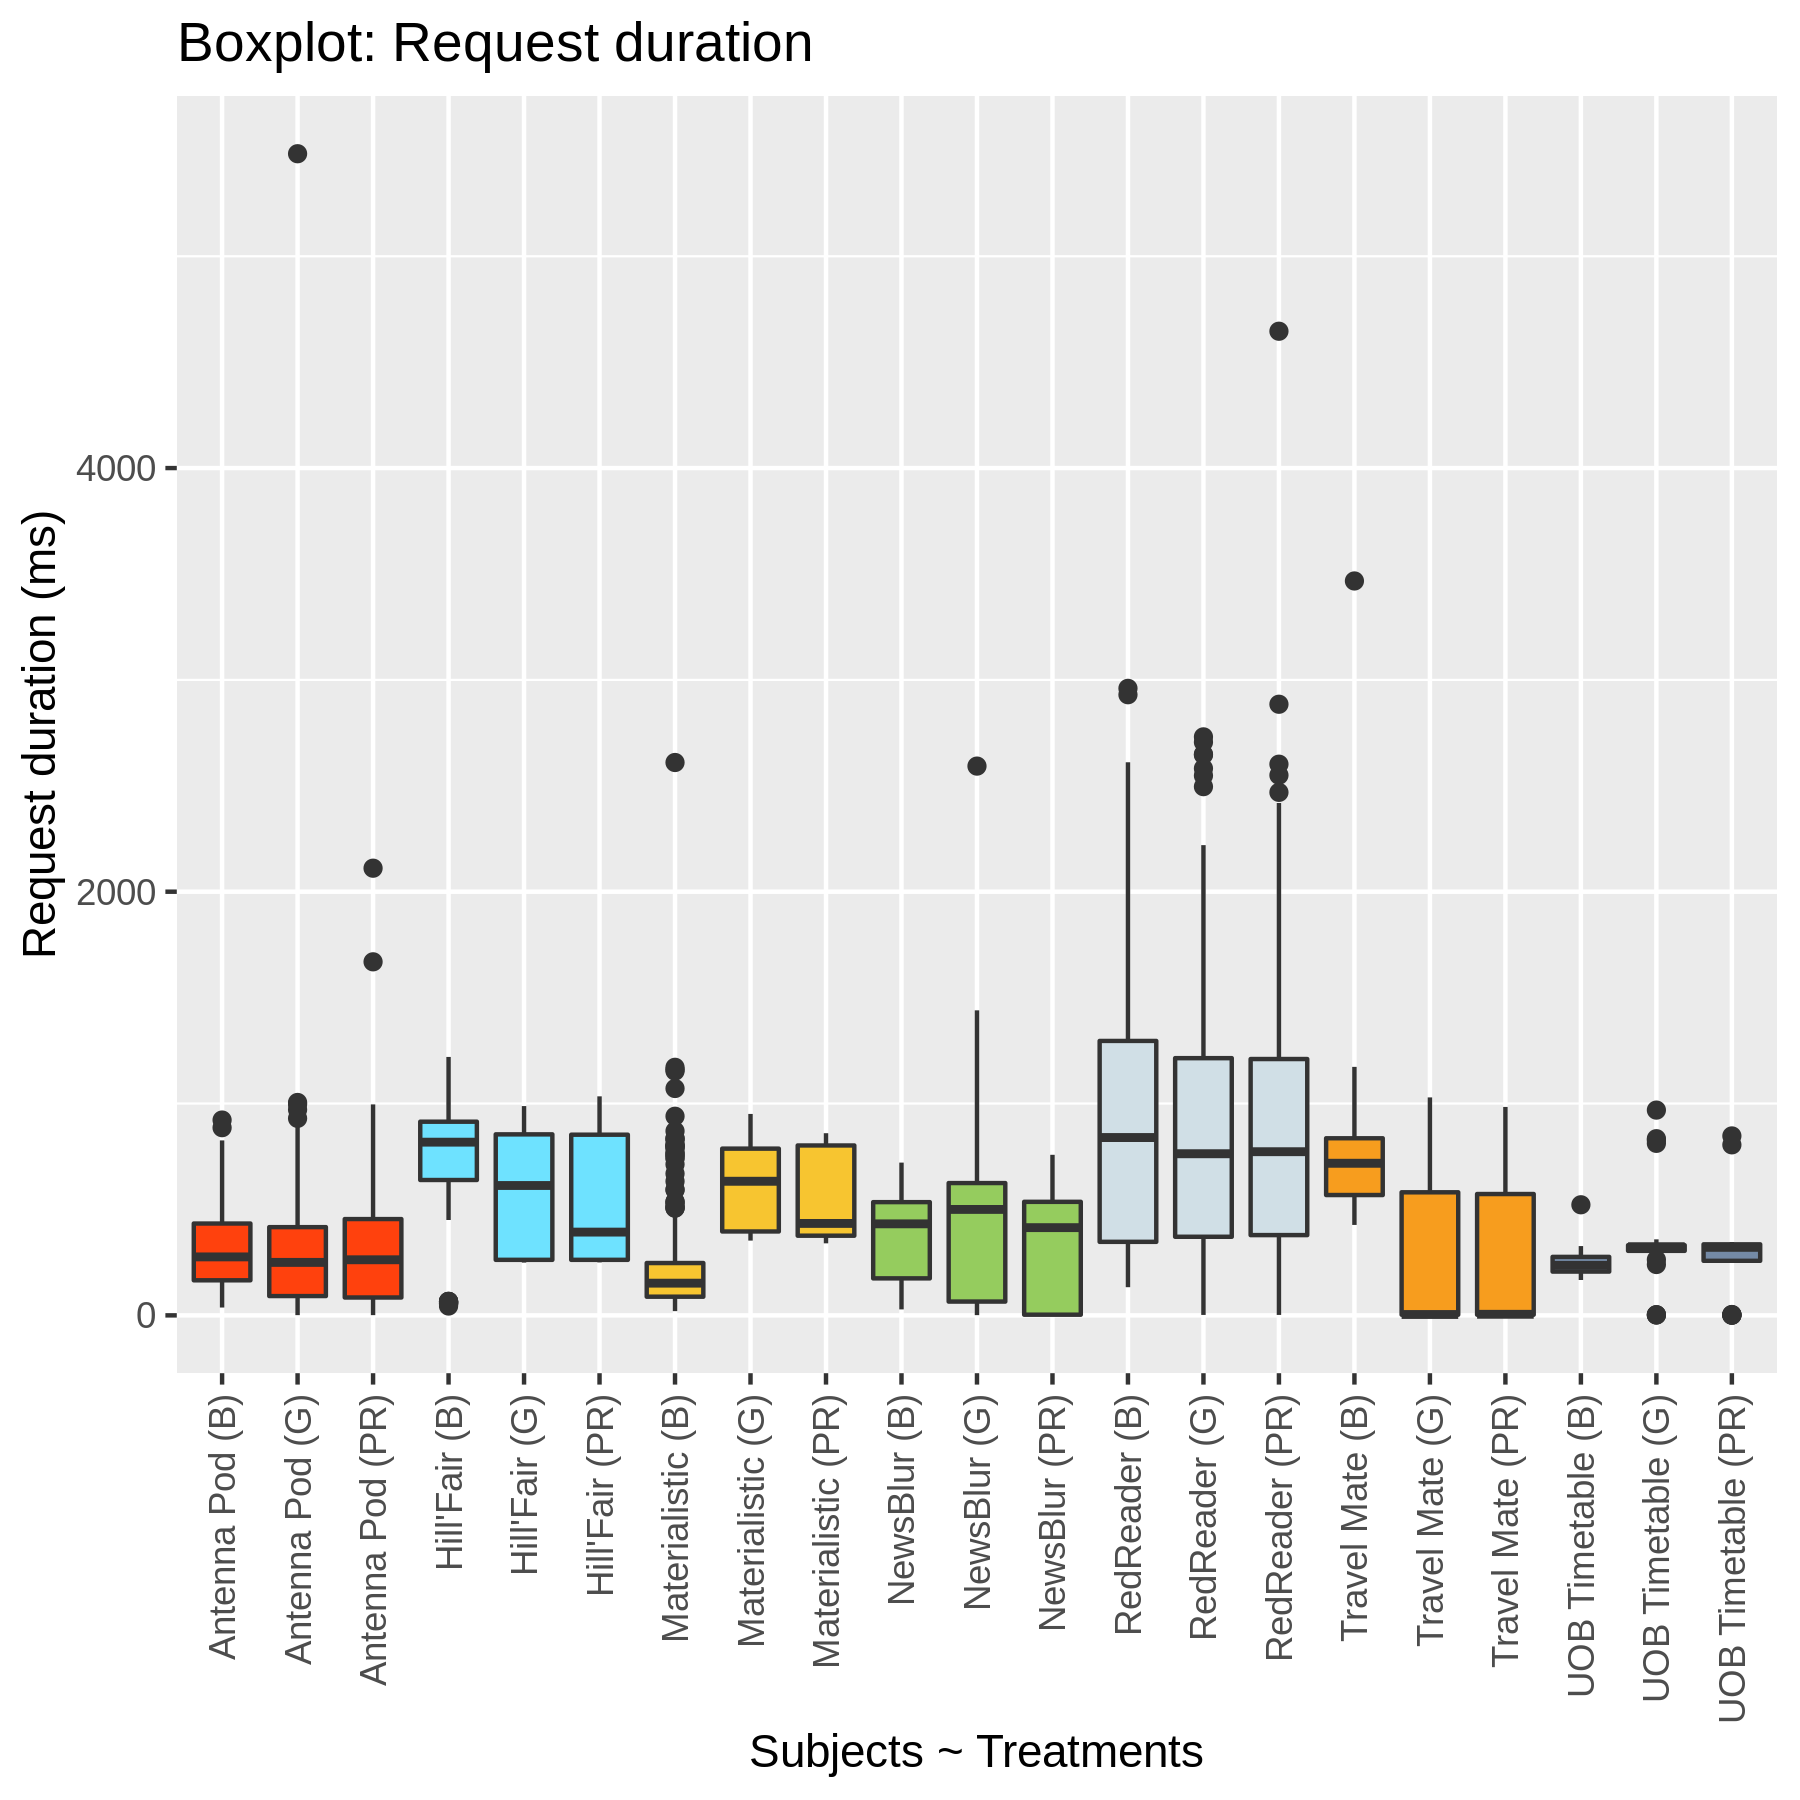 Boxplot: Request duration
Request duration (ms)
4000
2000
0
Antenna Pod (B)
Antenna Pod (G)
Antenna Pod (PR)
Hill'Fair (B)
Hill'Fair (G)
Hill'Fair (PR)
Materialistic (B)
Materialistic (G)
Materialistic (PR)
NewsBlur (B)
NewsBlur (G)
NewsBlur (PR)
RedReader (B)
RedReader (G)
RedReader (PR)
Travel Mate (B)
Travel Mate (G)
Travel Mate (PR)
UOB Timetable (B)
UOB Timetable (G)
UOB Timetable (PR)
Subjects ~ Treatments